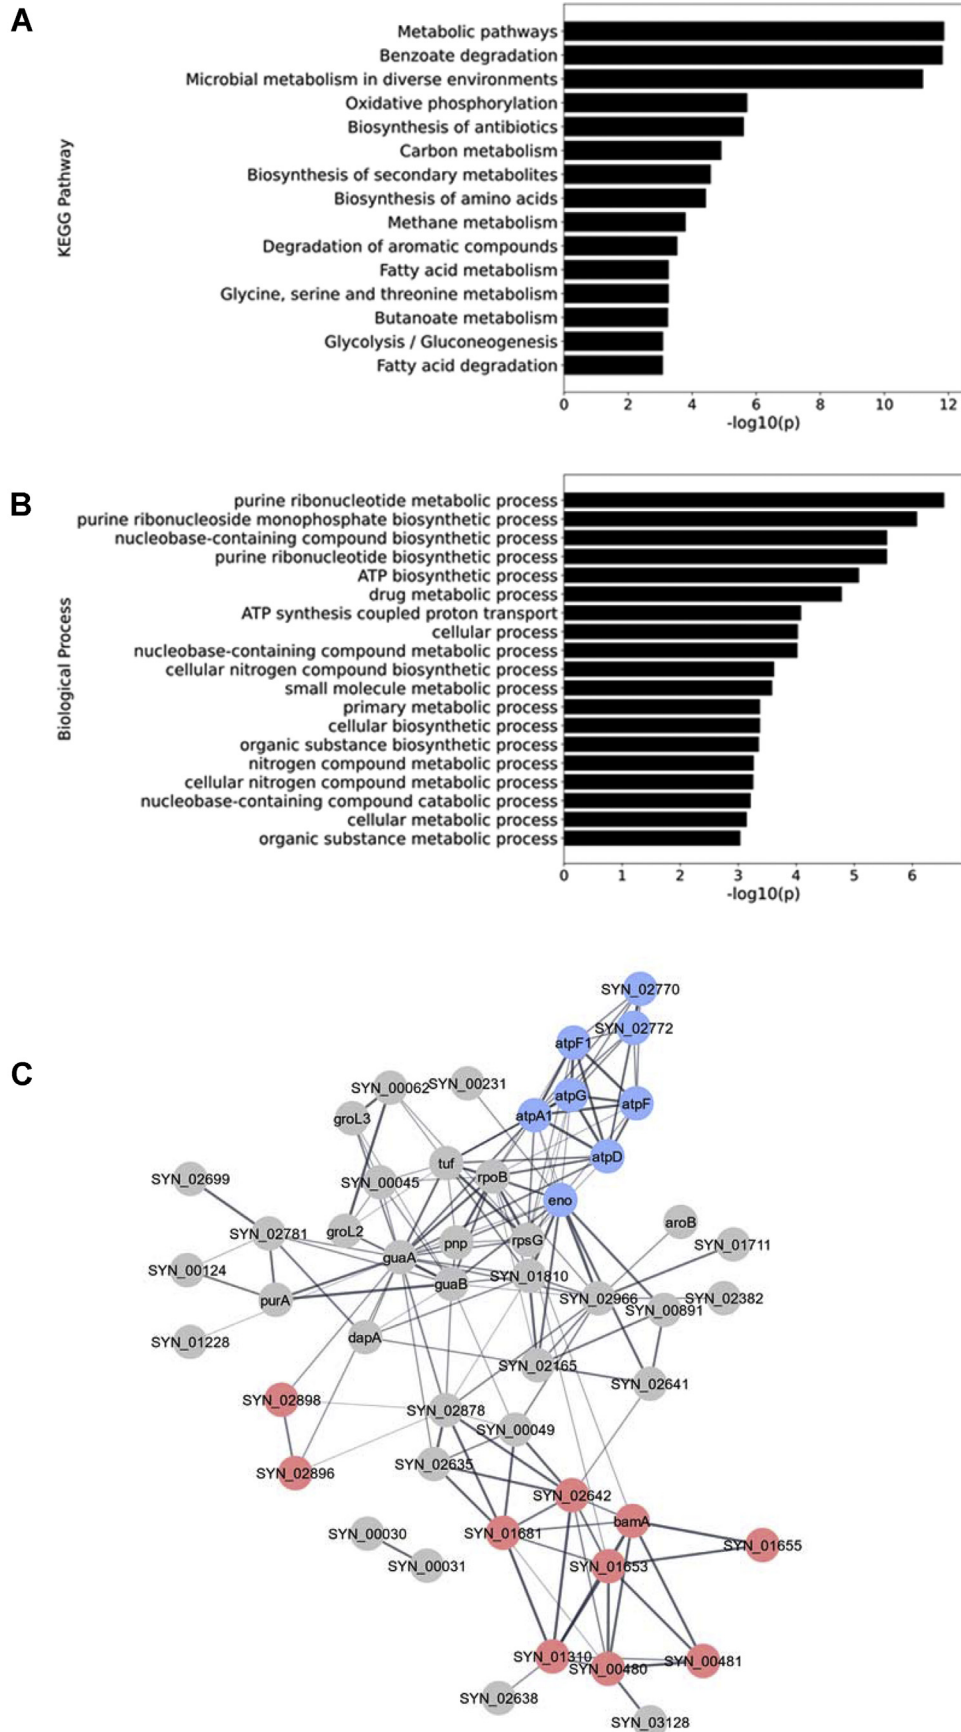 A
KEGG Pathway
Metabolic pathways
Benzoate degradation
Microbial metabolism in diverse environments
Oxidative phosphorylation
Biosynthesis of antibiotics
Carbon metabolism
Biosynthesis of secondary metabolites
Biosynthesis of amino acids
Methane metabolism
Degradation of aromatic compounds
Fatty acid metabolism
Glycine, serine and threonine metabolism
Butanoate metabolism
Glycolysis / Gluconeogenesis
Fatty acid degradation
0 2 4 6 8 10 12
-log10(p)
B
Biological Process
purine ribonucleotide metabolic process
purine ribonucleoside monophosphate biosynthetic process
nucleobase-containing compound biosynthetic process
purine ribonucleotide biosynthetic process
ATP biosynthetic process
drug metabolic process
ATP synthesis coupled proton transport
cellular process
nucleobase-containing compound metabolic process
cellular nitrogen compound biosynthetic process
small molecule metabolic process
primary metabolic process
cellular biosynthetic process
organic substance biosynthetic process
nitrogen compound metabolic process
cellular nitrogen compound metabolic process
nucleobase-containing compound catabolic process
cellular metabolic process
organic substance metabolic process
0 1 2 3 4 5 6
-log10(p)
C
SYN_02770
SYN_02772
atpF1
SYN_00062
SYN_00231
atpG
atpF
groL3
atpA1
atpD
tuf
rpoB
SYN_02699
SYN_00045
eno
SYN_02781
groL2
aroB
pnp
rpsG
SYN_01711
guaA
SYN_00124
guaB
SYN_01810
purA
SYN_02966
SYN_00891
SYN_02382
SYN_01228
dapA
SYN_02165
SYN_02641
SYN_02898
SYN_02878
SYN_00049
SYN_02896
SYN_02635
SYN_02642
SYN_00030
SYN_01681
bamA
SYN_01655
SYN_00031
SYN_01653
SYN_01310
SYN_00480
SYN_00481
SYN_02638
SYN_03128